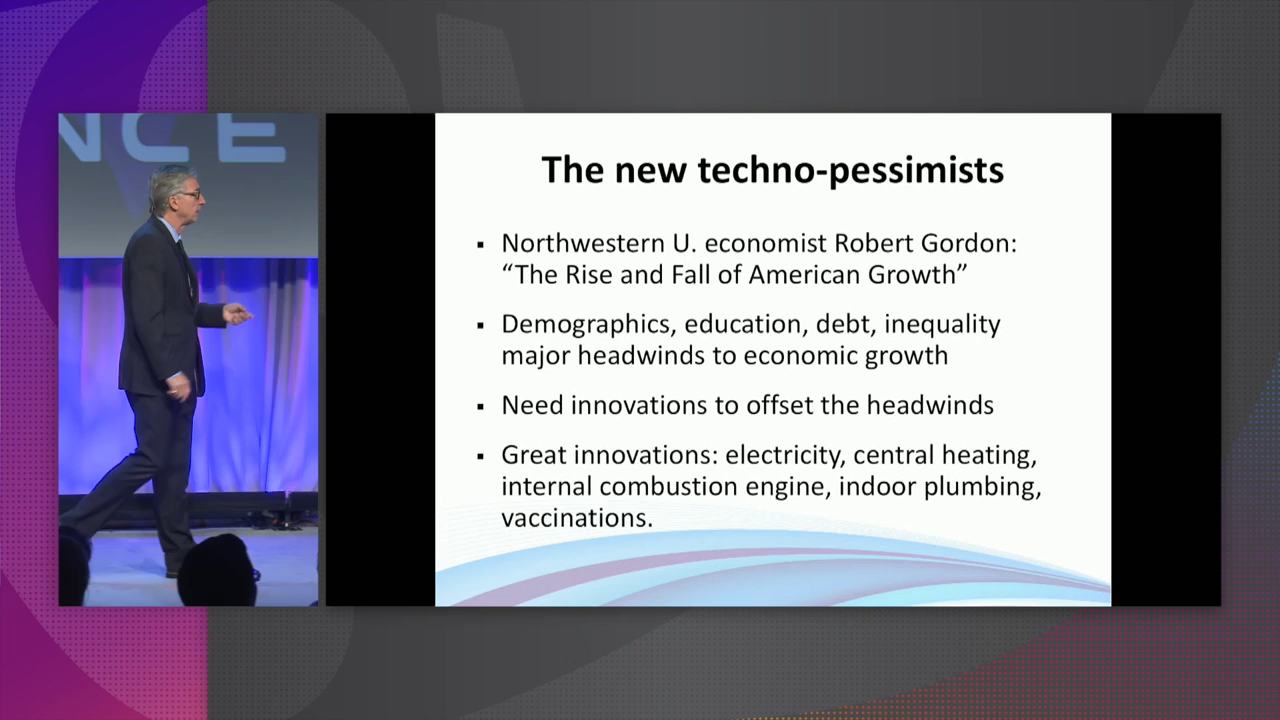 NCE
The new techno-pessimists
▪ Northwestern U. economist Robert Gordon:
“The Rise and Fall of American Growth”
▪ Demographics, education, debt, inequality
major headwinds to economic growth
▪ Need innovations to offset the headwinds
▪ Great innovations: electricity, central heating,
internal combustion engine, indoor plumbing,
vaccinations.